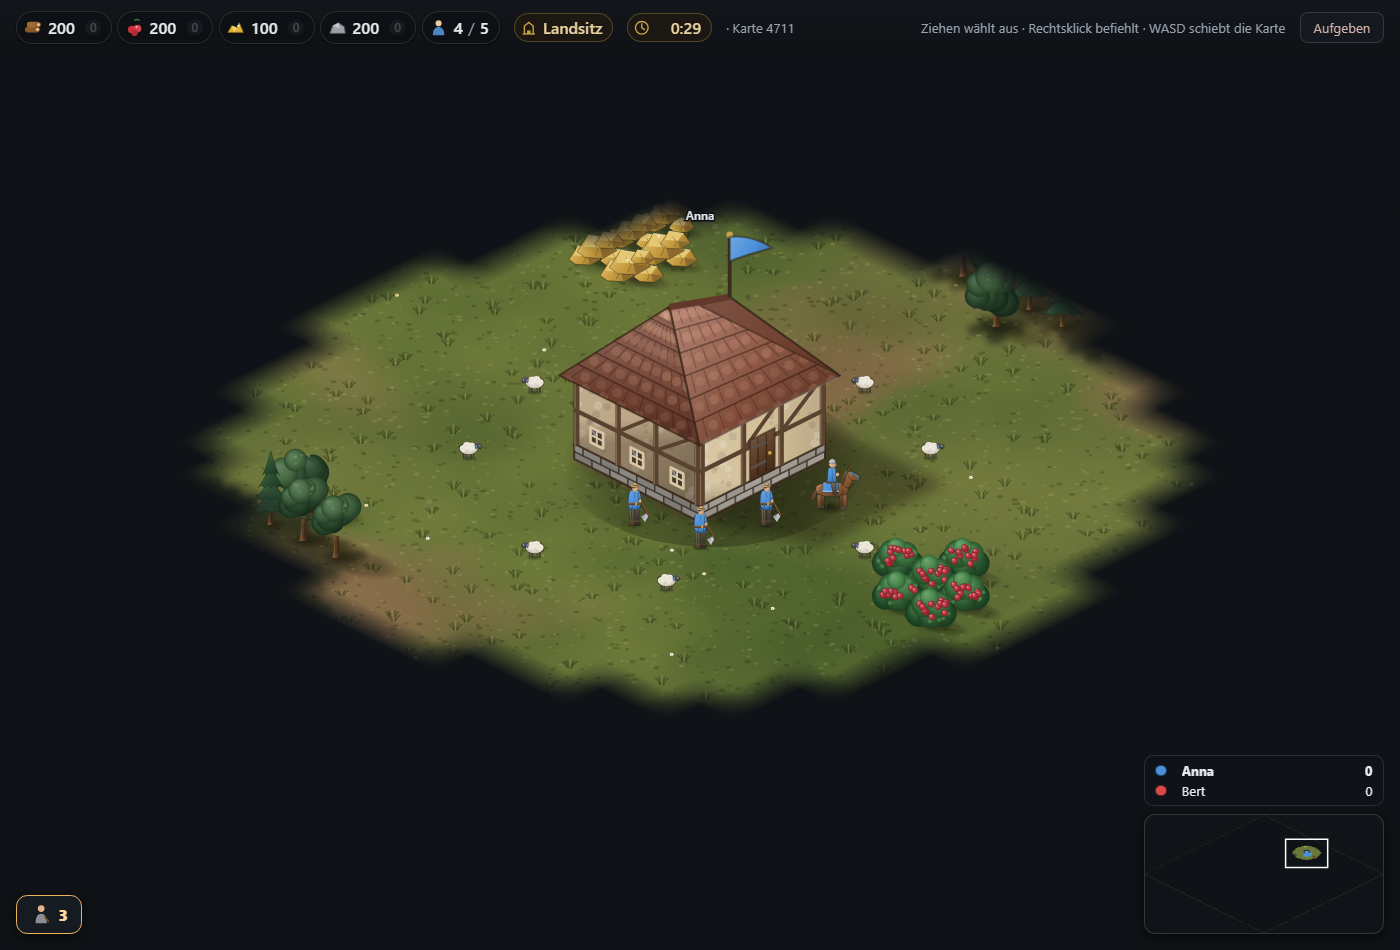 200 0 200 0 100 0 200 0 4 / 5 Landsitz 0:29 · Karte 4711 Ziehen wählt aus · Rechtsklick befiehlt · WASD schiebt die Karte Aufgeben
Anna
Anna 0
Bert 0
3